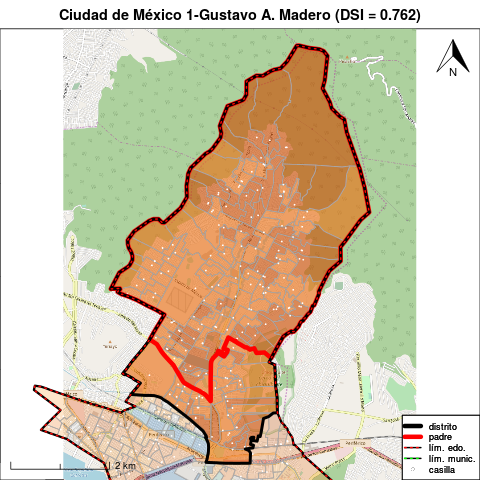 Ciudad de México 1-Gustavo A. Madero (DSI = 0.762)
N
distrito
padre
lím. edo.
lím. munic.
casilla
2 km